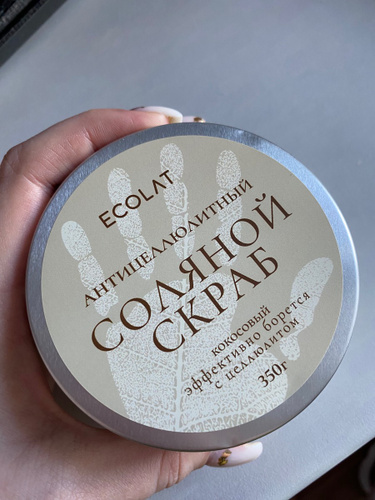 ECOLAT
АНТИЦЕЛЛЮЛИТНЫЙ
СОЛЯНОЙ
СКРАБ
КОКОСОВЫЙ
эффективно борется
с целлюлитом
350г